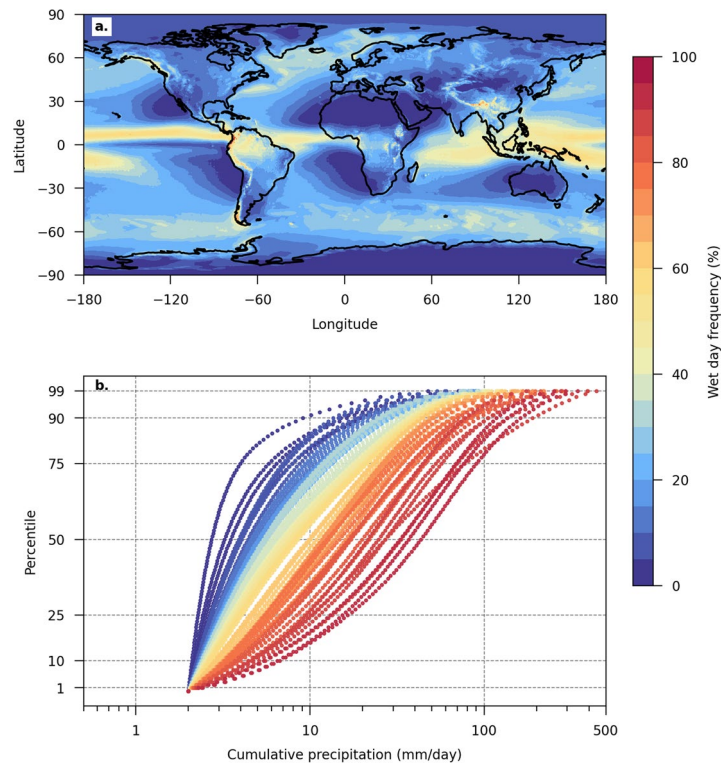 a.
90
60
30
0
−30
−60
−90
Latitude
−180 −120 −60 0 60 120 180
Longitude
100
80
60
40
20
0
Wet day frequency (%)
b.
99
90
75
50
25
10
1
Percentile
1 10 100 500
Cumulative precipitation (mm/day)